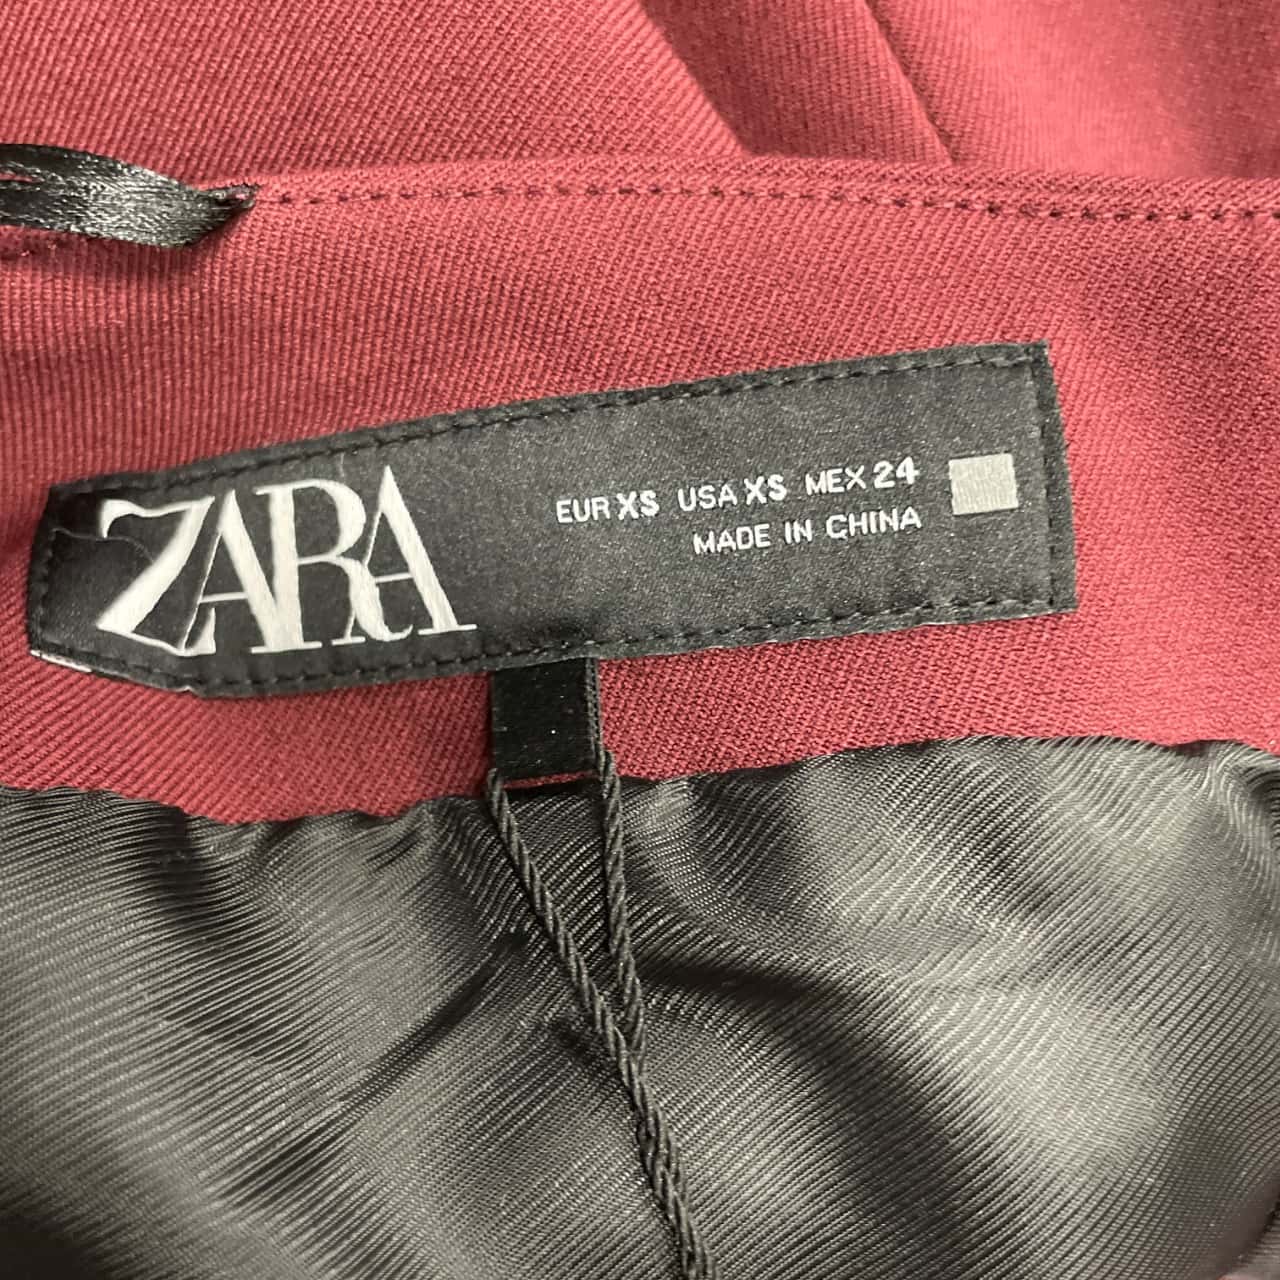 ZARA
EUR XS USA XS MEX 24
MADE IN CHINA